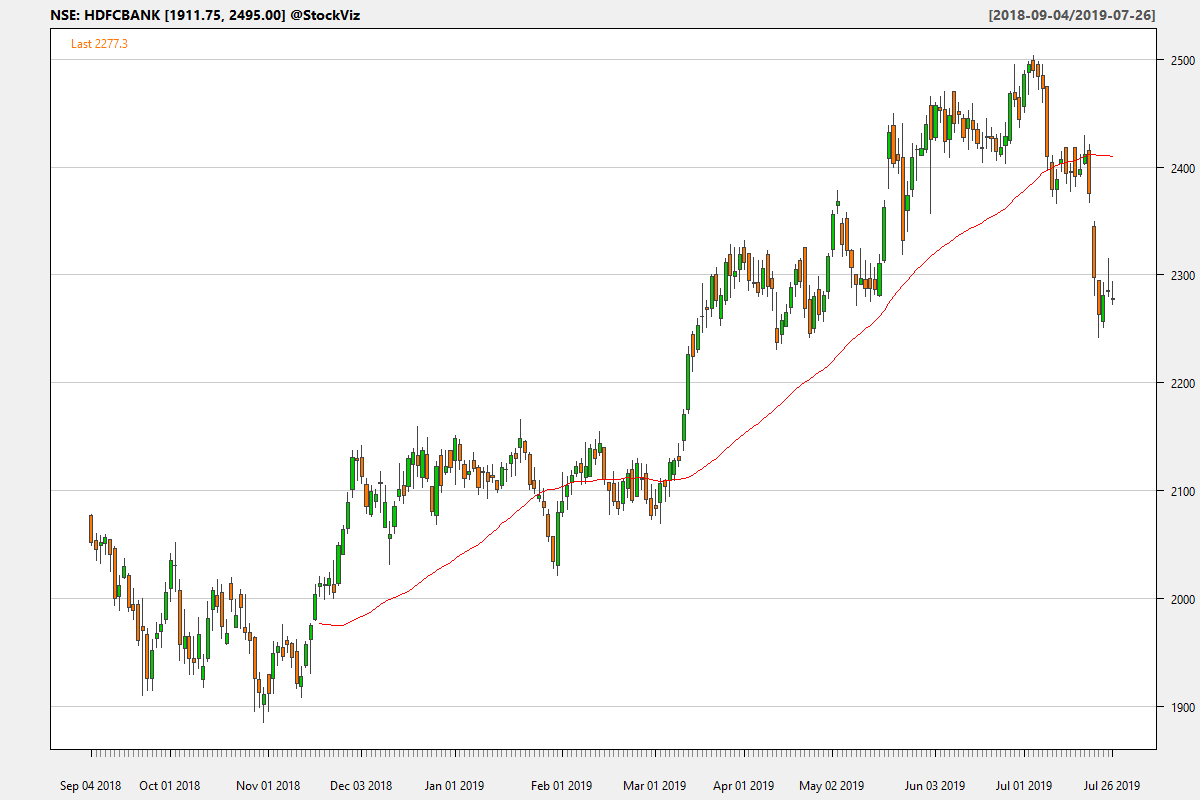 NSE: HDFCBANK [1911.75, 2495.00] @StockViz
[2018-09-04/2019-07-26]
Last 2277.3
2500
2400
2300
2200
2100
2000
1900
Sep 04 2018 Oct 01 2018 Nov 01 2018 Dec 03 2018 Jan 01 2019 Feb 01 2019 Mar 01 2019 Apr 01 2019 May 02 2019 Jun 03 2019 Jul 01 2019 Jul 26 2019